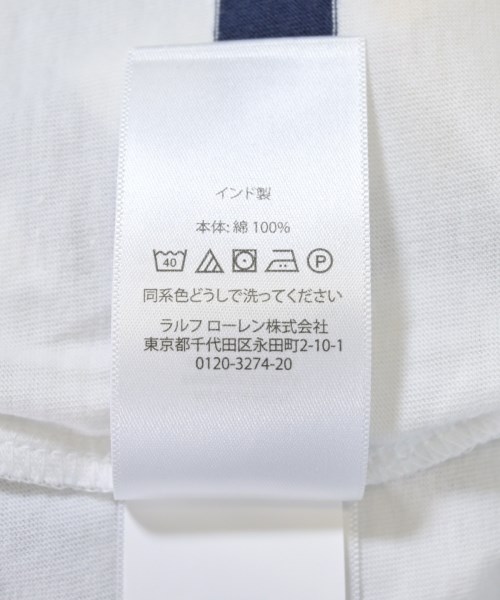 インド製
本体: 綿 100%
40 P
同系色どうしで洗ってください
ラルフ ローレン株式会社
東京都千代田区永田町2-10-1
0120-3274-20